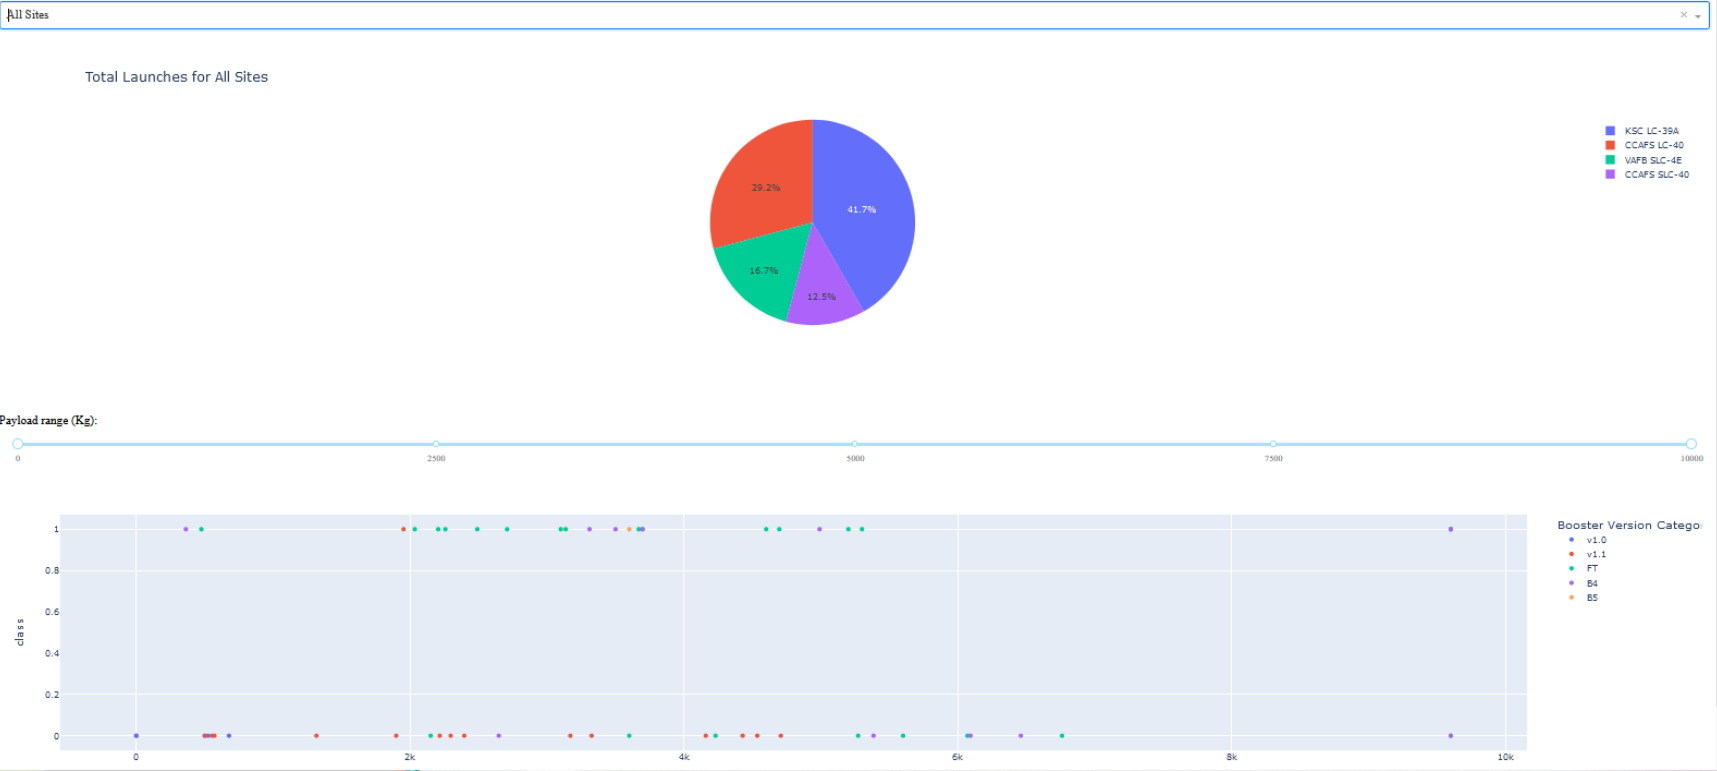 All Sites
Total Launches for All Sites
KSC LC-39A
CCAFS LC-40
VAFB SLC-4E
CCAFS SLC-40
29.2%
41.7%
16.7%
12.5%
Payload range (Kg):
0 2500 5000 7500 10000
Booster Version Catego
v1.0
v1.1
FT
B4
B5
class
1
0.8
0.6
0.4
0.2
0
0 2k 4k 6k 8k 10k